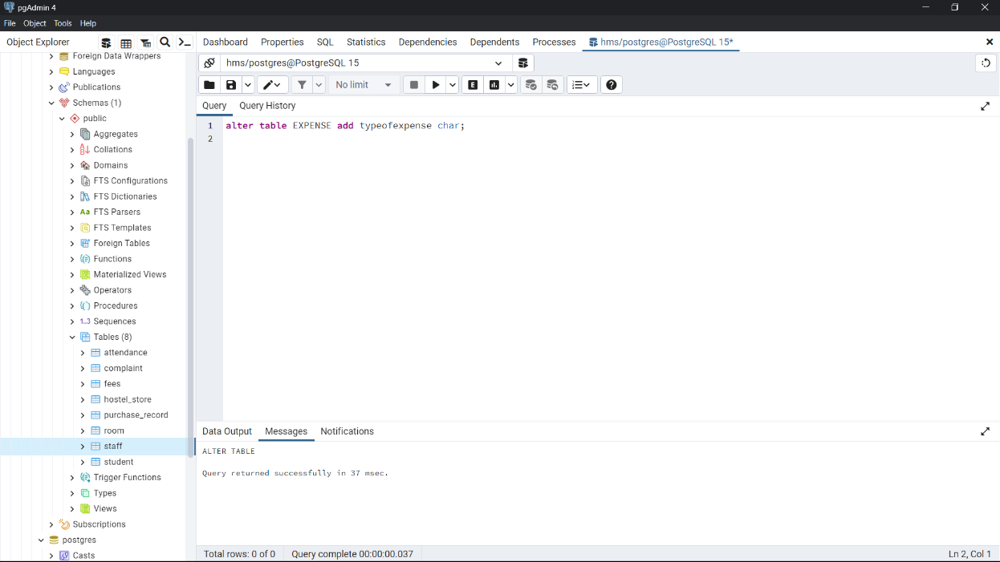 pgAdmin 4
File Object Tools Help
Object Explorer
Dashboard Properties SQL Statistics Dependencies Dependents Processes hms/postgres@PostgreSQL 15*
Foreign Data Wrappers
Languages
Publications
Schemas (1)
public
Aggregates
Collations
Domains
FTS Configurations
FTS Dictionaries
Aa FTS Parsers
FTS Templates
Foreign Tables
Functions
Materialized Views
Operators
Procedures
1..3 Sequences
Tables (8)
attendance
complaint
fees
hostel_store
purchase_record
room
staff
student
Trigger Functions
Types
Views
Subscriptions
postgres
Casts
hms/postgres@PostgreSQL 15
No limit
E
Query Query History
1 alter table EXPENSE add typeofexpense char;
2
Data Output Messages Notifications
ALTER TABLE
Query returned successfully in 37 msec.
Total rows: 0 of 0 Query complete 00:00:00.037 Ln 2, Col 1